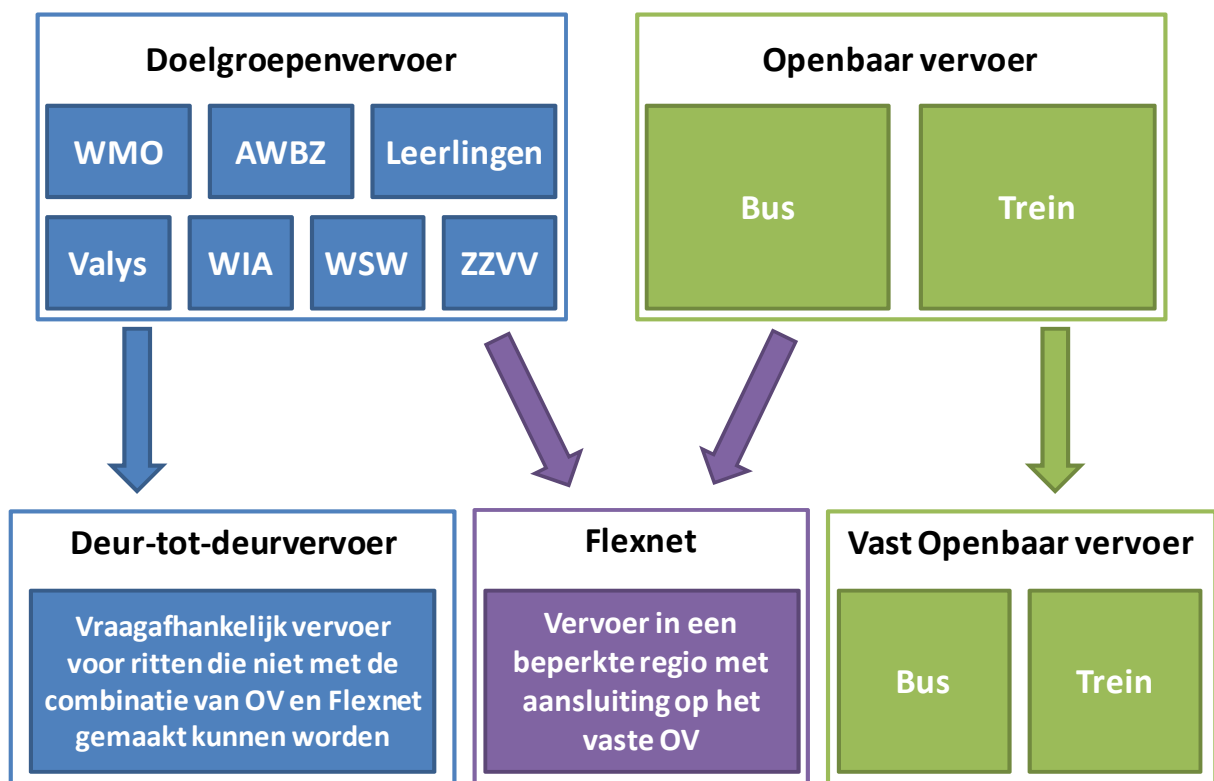 Doelgroepenvervoer
WMO
AWBZ
Leerlingen
Valys
WIA
WSW
ZZVV
Openbaar vervoer
Bus
Trein
Deur-tot-deurvervoer
Vraagafhankelijk vervoer
voor ritten die niet met de
combinatie van OV en Flexnet
gemaakt kunnen worden
Flexnet
Vervoer in een
beperkte regio met
aansluiting op het
vaste OV
Vast Openbaar vervoer
Bus
Trein